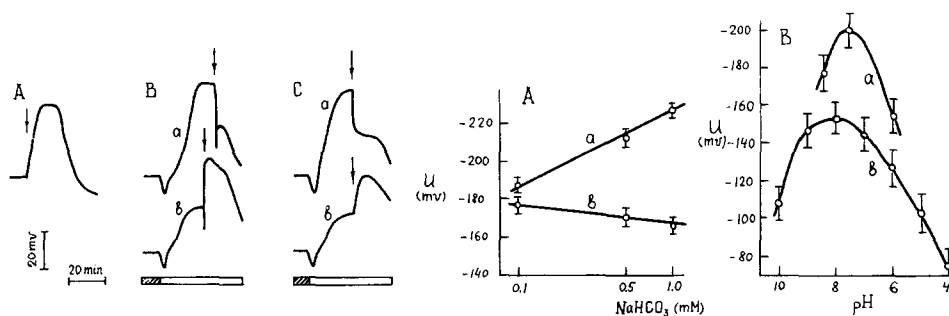 A
B
C
a
в
a
в
20mv
20 min
A
-220
-200
-180
-160
-140
U
(mv)
a
в
0.1
0.5
1.0
NaHCO₃ (mM)
B
-200
-180
-160
-140
-120
-100
-80
U
(mv)
a
в
10
8
6
4
pH